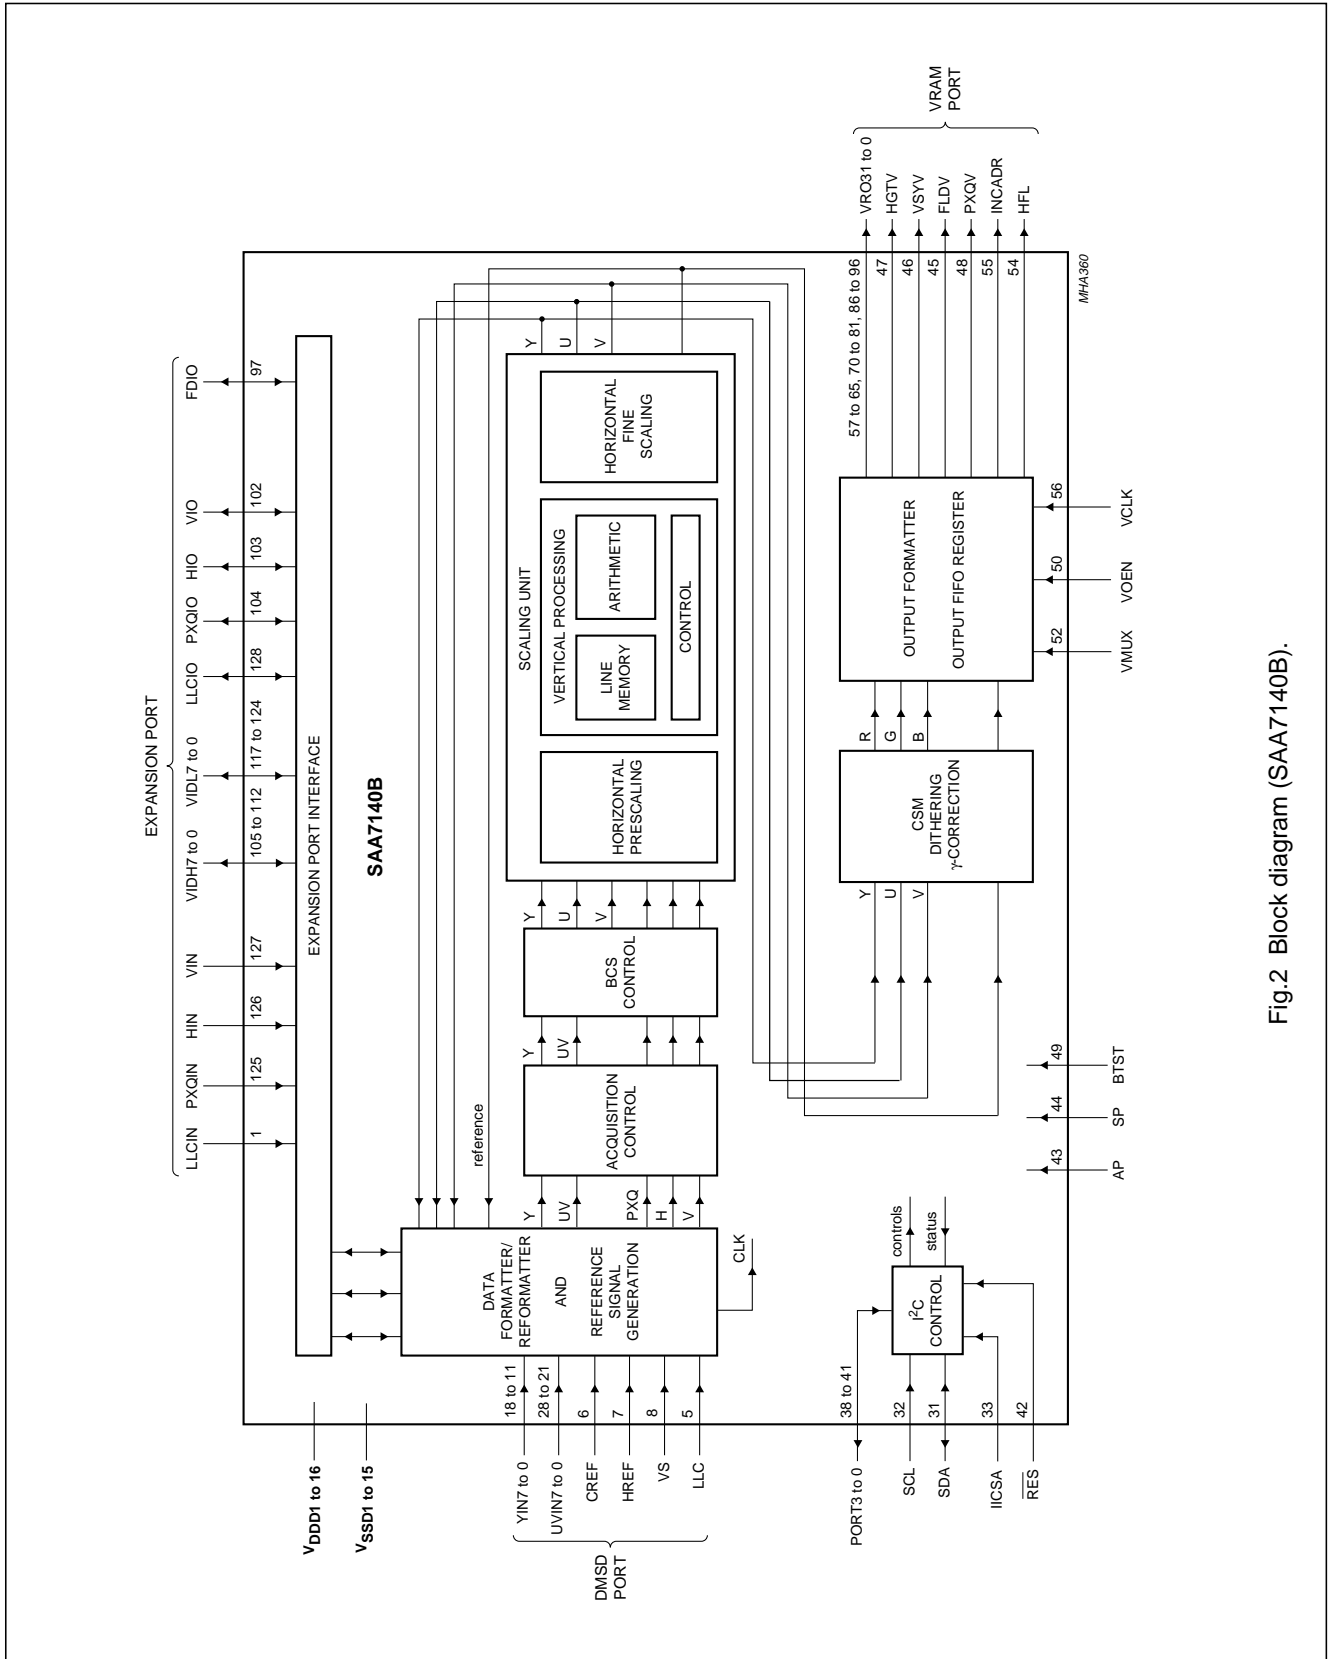 EXPANSION PORT
LLCIN
PXQIN
HIN
VIN
VIDH7 to 0
VIDL7 to 0
LLCIO
PXQIO
HIO
VIO
FDIO
1
125
126
127
105 to 112
117 to 124
128
104
103
102
97
VDDD1 to 16
VSSD1 to 15
EXPANSION PORT INTERFACE
SAA7140B
reference
DMSD
PORT
YIN7 to 0
18 to 11
UVIN7 to 0
28 to 21
CREF
6
HREF
7
VS
8
LLC
5
DATA
FORMATTER/
REFORMATTER
AND
REFERENCE
SIGNAL
GENERATION
CLK
Y
UV
PXQ
H
V
ACQUISITION
CONTROL
Y
UV
BCS
CONTROL
Y
U
V
SCALING UNIT
HORIZONTAL
PRESCALING
VERTICAL PROCESSING
LINE
MEMORY
ARITHMETIC
CONTROL
HORIZONTAL
FINE
SCALING
Y
U
V
PORT3 to 0
38 to 41
SCL
32
SDA
31
IICSA
33
RES
42
I2C
CONTROL
controls
status
43
44
49
AP
SP
BTST
Y
U
V
CSM
DITHERING
γ-CORRECTION
R
G
B
OUTPUT FORMATTER
OUTPUT FIFO REGISTER
52
50
56
VMUX
VOEN
VCLK
57 to 65, 70 to 81, 86 to 96
VRO31 to 0
47
HGTV
46
VSYV
45
FLDV
48
PXQV
55
INCADR
54
HFL
VRAM
PORT
MHA360
Fig.2 Block diagram (SAA7140B).